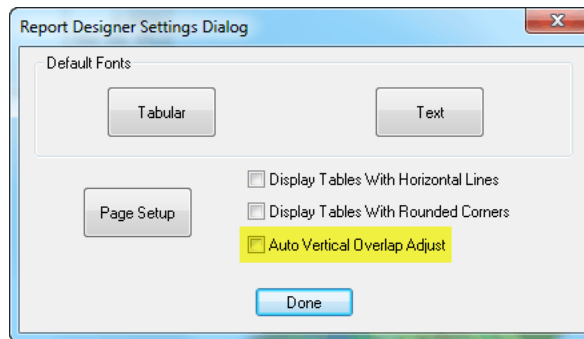 Report Designer Settings Dialog
Default Fonts
Tabular
Text
Display Tables With Horizontal Lines
Page Setup
Display Tables With Rounded Corners
Auto Vertical Overlap Adjust
Done